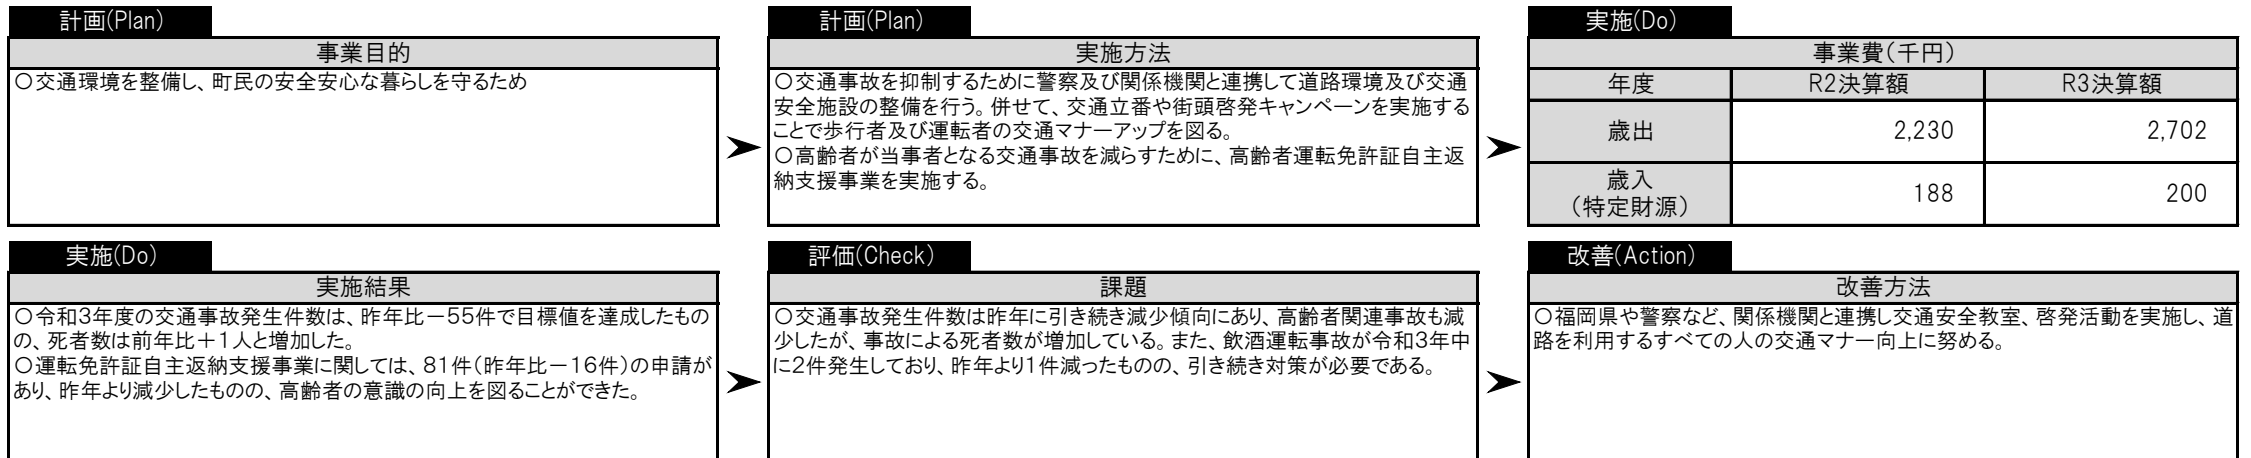 計画(Plan)
事業目的
○交通環境を整備し、町民の安全安心な暮らしを守るため
計画(Plan)
実施方法
○交通事故を抑制するために警察及び関係機関と連携して道路環境及び交通
安全施設の整備を行う。併せて、交通立番や街頭啓発キャンペーンを実施する
ことで歩行者及び運転者の交通マナーアップを図る。
○高齢者が当事者となる交通事故を減らすために、高齢者運転免許証自主返
納支援事業を実施する。
実施(Do)
事業費(千円)
年度 R2決算額 R3決算額
歳出 2,230 2,702
歳入
(特定財源) 188 200
実施(Do)
実施結果
○令和3年度の交通事故発生件数は、昨年比－55件で目標値を達成したもの
の、死者数は前年比＋1人と増加した。
○運転免許証自主返納支援事業に関しては、81件(昨年比－16件)の申請が
あり、昨年より減少したものの、高齢者の意識の向上を図ることができた。
評価(Check)
課題
○交通事故発生件数は昨年に引き続き減少傾向にあり、高齢者関連事故も減
少したが、事故による死者数が増加している。また、飲酒運転事故が令和3年中
に2件発生しており、昨年より1件減ったものの、引き続き対策が必要である。
改善(Action)
改善方法
○福岡県や警察など、関係機関と連携し交通安全教室、啓発活動を実施し、道
路を利用するすべての人の交通マナー向上に努める。